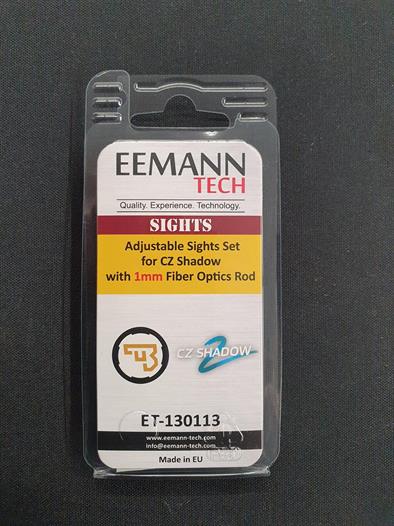 EEMANN
TECH
Quality. Experience. Technology.
SIGHTS
Adjustable Sights Set
for CZ Shadow
with 1mm Fiber Optics Rod
CZ SHADOW 2
ET-130113
www.eemann-tech.com
info@eemann-tech.com
Made in EU